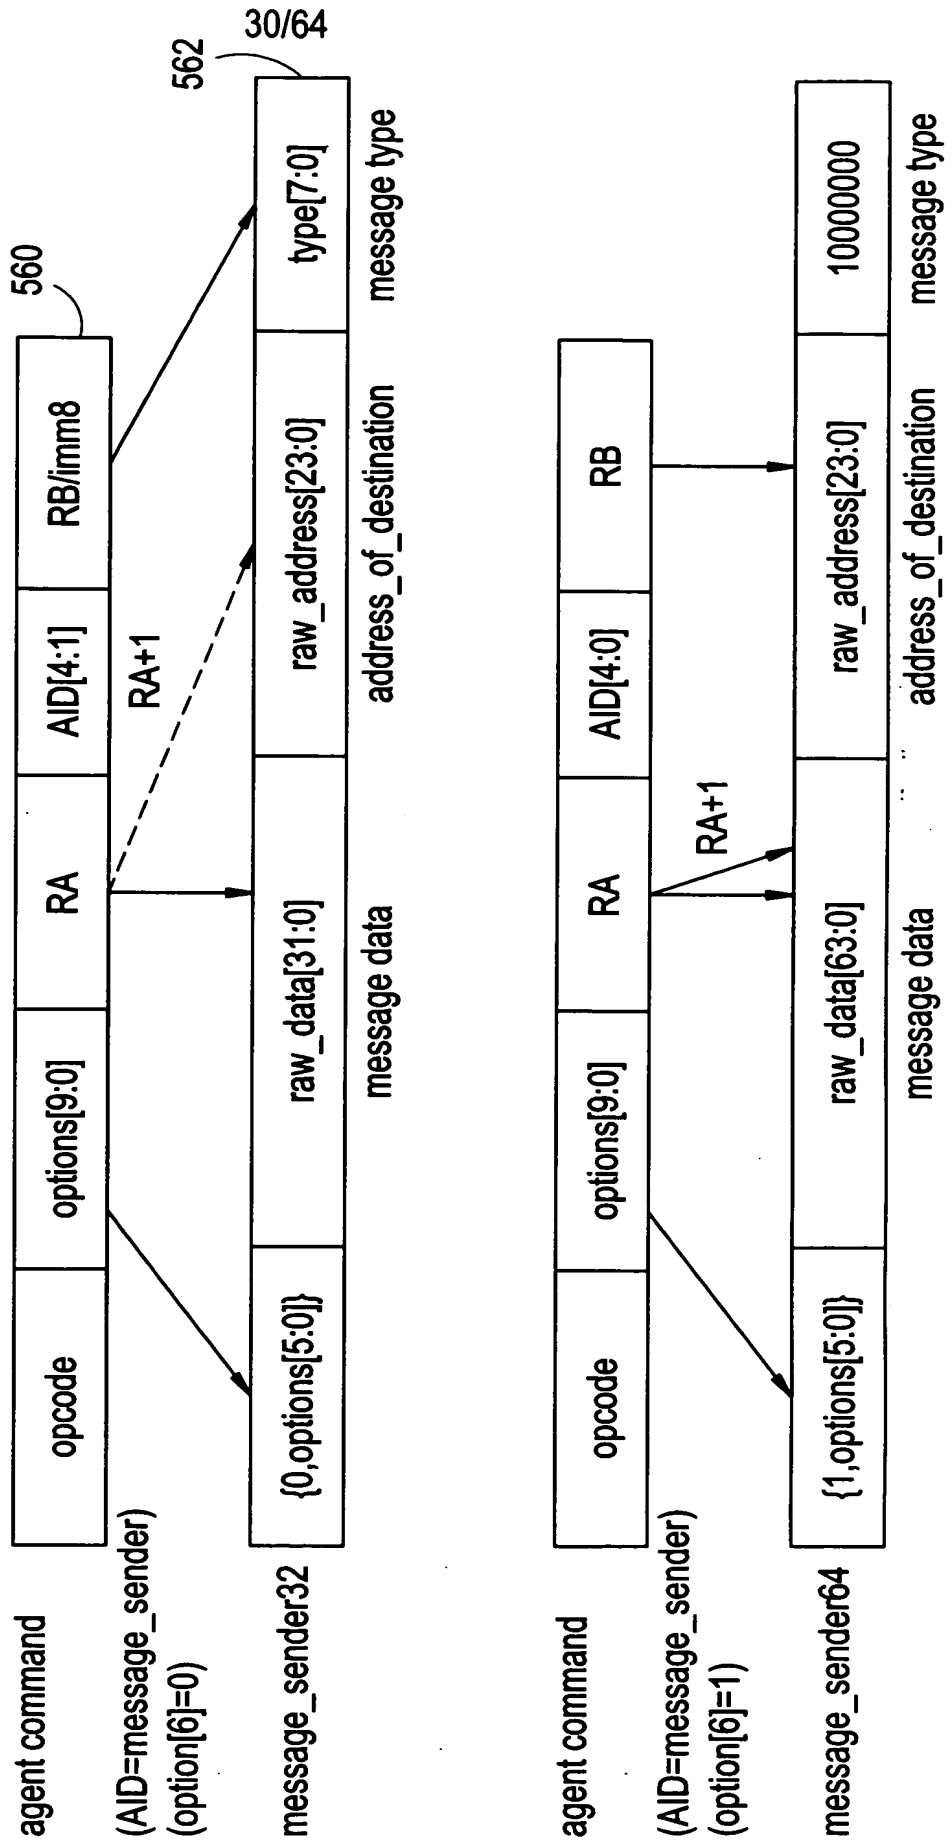 30/64
agent command
opcode
options[9:0]
RA
AID[4:1]
RB/imm8
560
(AID=message_sender)
(option[6]=0)
RA+1
562
message_sender32
{0,options[5:0]}
raw_data[31:0]
raw_address[23:0]
type[7:0]
message data
address_of_destination
message type
agent command
opcode
options[9:0]
RA
AID[4:0]
RB
(AID=message_sender)
(option[6]=1)
RA+1
message_sender64
{1,options[5:0]}
raw_data[63:0]
raw_address[23:0]
10000000
message data
address_of_destination
message type